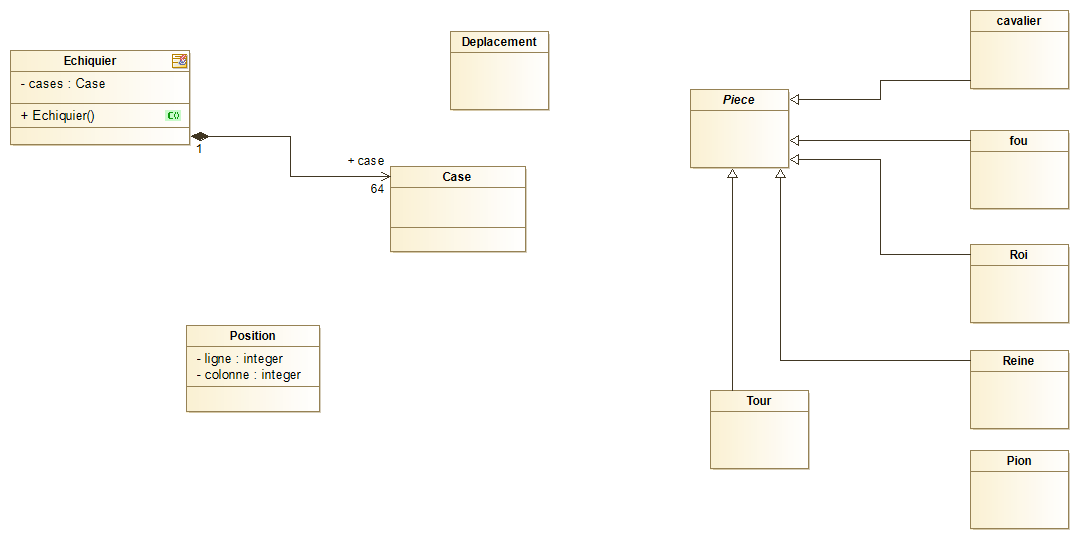 Echiquier
- cases : Case
+ Echiquier()
1
+ case
64
Case
Deplacement
Position
- ligne : integer
- colonne : integer
Piece
cavalier
fou
Roi
Reine
Tour
Pion